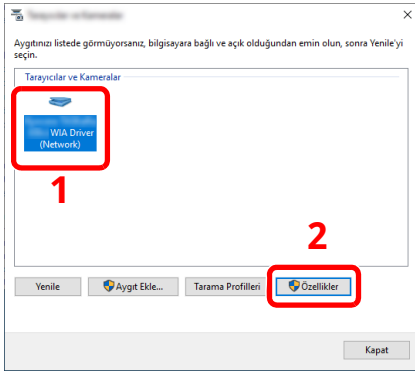 Aygıtınızı listede görmüyorsanız, bilgisayara bağlı ve açık olduğundan emin olun, sonra Yenile'yi
seçin.
Tarayıcılar ve Kameralar
WIA Driver
(Network)
1
2
Yenile
Aygıt Ekle...
Tarama Profilleri
Özellikler
Kapat